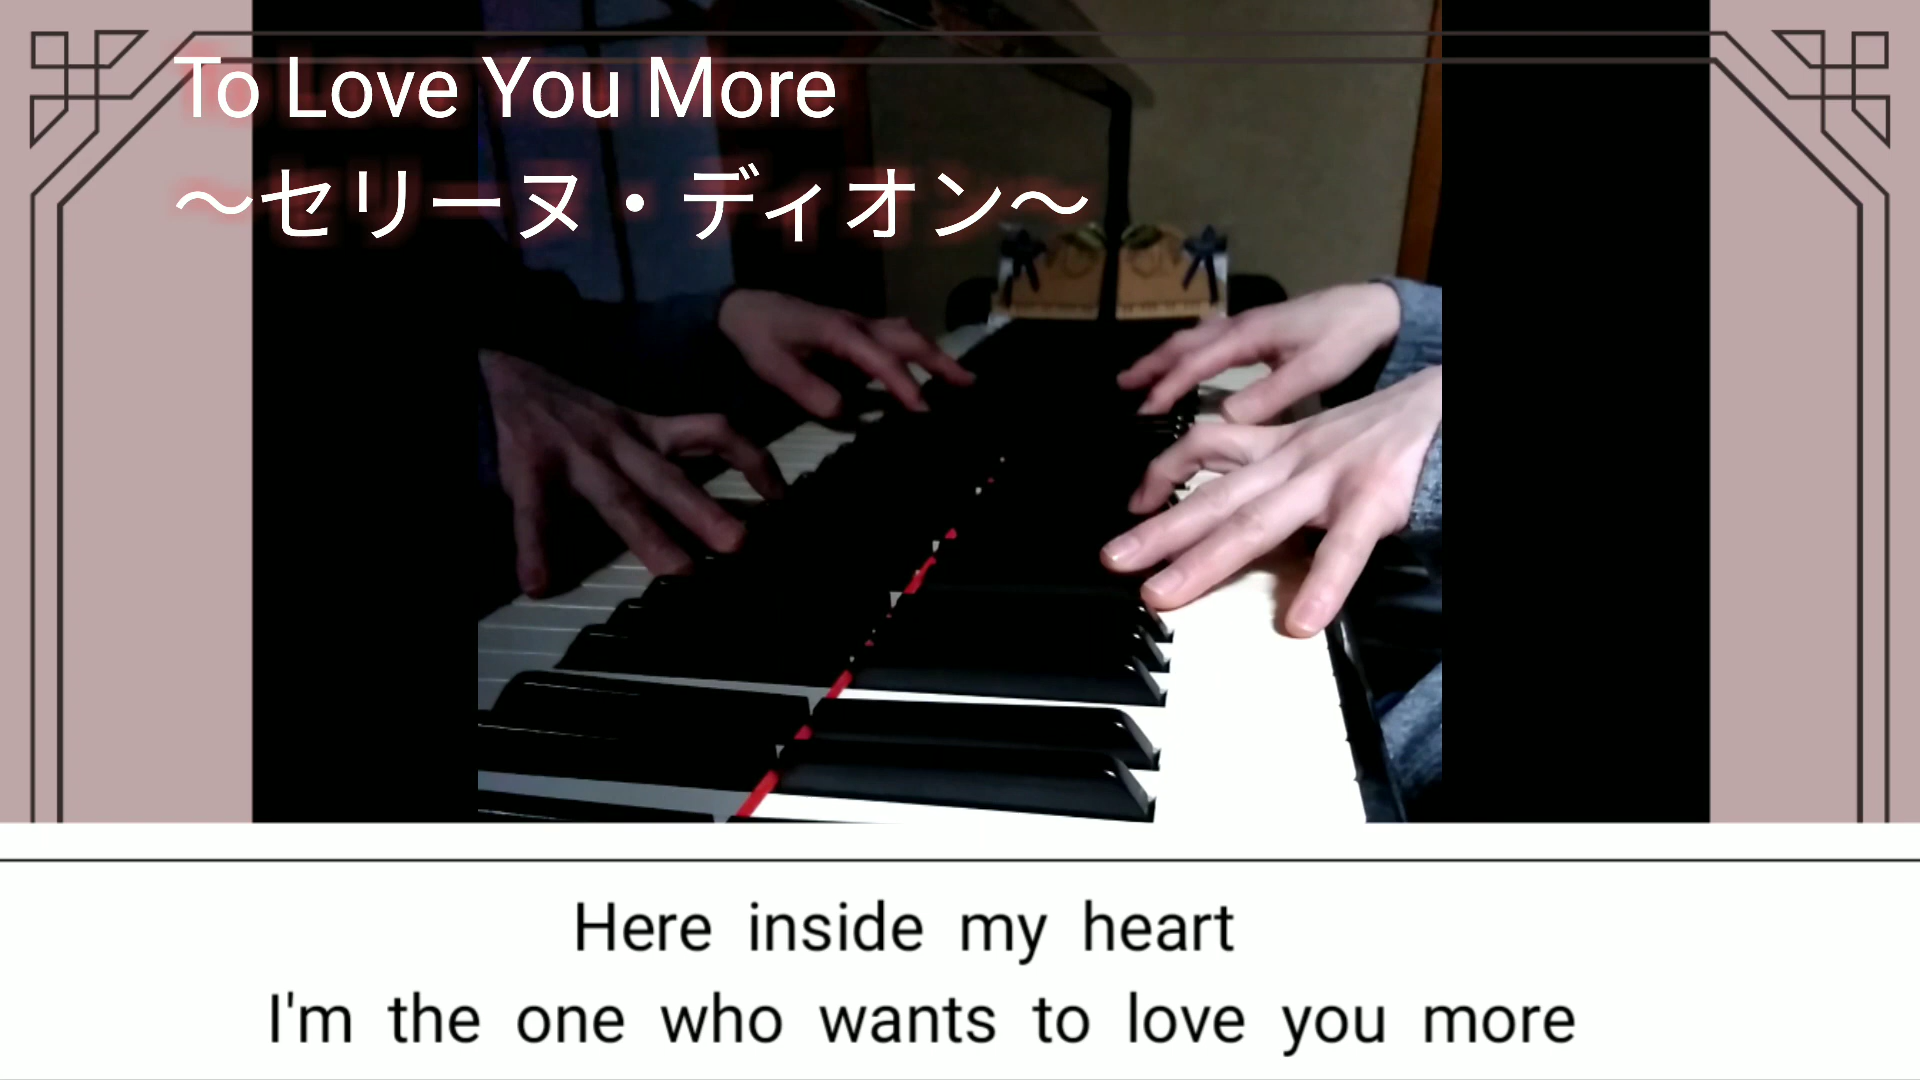 To Love You More
～セリーヌ・ディオン～
Here inside my heart
I'm the one who wants to love you more